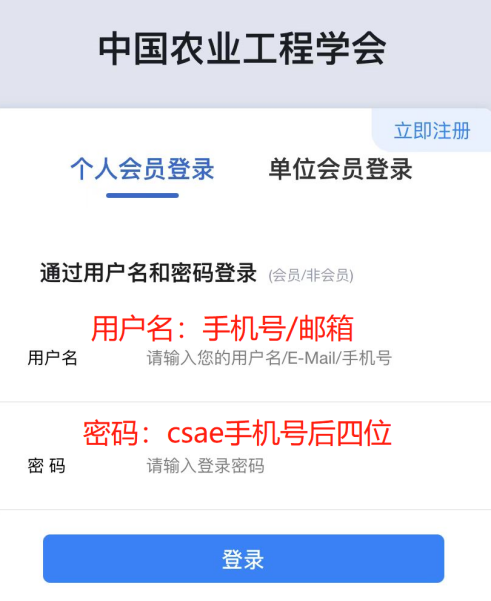 中国农业工程学会
立即注册
个人会员登录 单位会员登录
通过用户名和密码登录 (会员/非会员)
用户名：手机号/邮箱
用户名 请输入您的用户名/E-Mail/手机号
密码：csae手机号后四位
密 码 请输入登录密码
登录